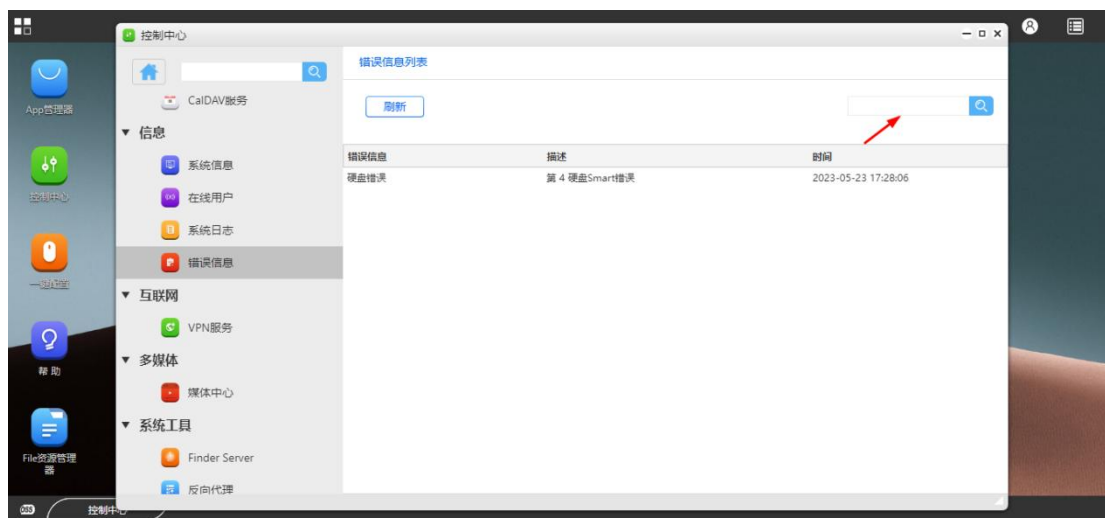 控制中心
错误信息列表
CalDAV服务
App管理器
刷新
信息
错误信息 描述 时间
系统信息
硬盘错误 第 4 硬盘Smart错误 2023-05-23 17:28:06
控制中心
在线用户
系统日志
错误信息
一键配置
互联网
VPN服务
多媒体
帮 助
媒体中心
系统工具
File资源管理
器
Finder Server
反向代理
控制中心